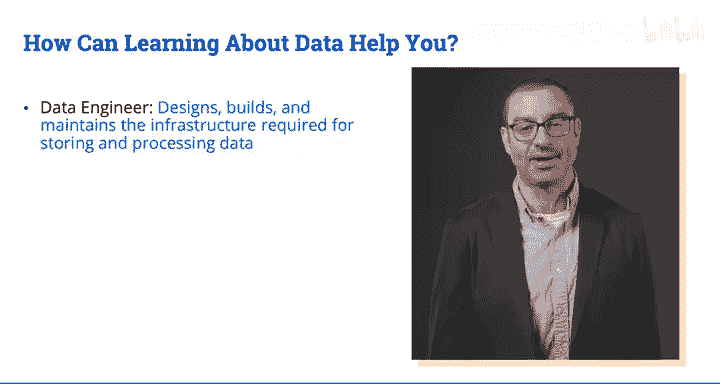 How Can Learning About Data Help You?
• Data Engineer: Designs, builds, and
maintains the infrastructure required for
storing and processing data